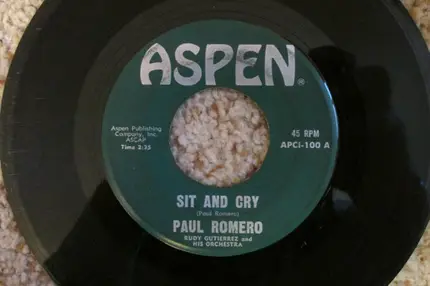 ASPEN®
Aspen Publishing
Company, Inc.
ASCAP
Time 2:25
45 RPM
APCi-100 A
SIT AND CRY
(Paul Romero)
PAUL ROMERO
RUDY GUTIERREZ and
HIS ORCHESTRA